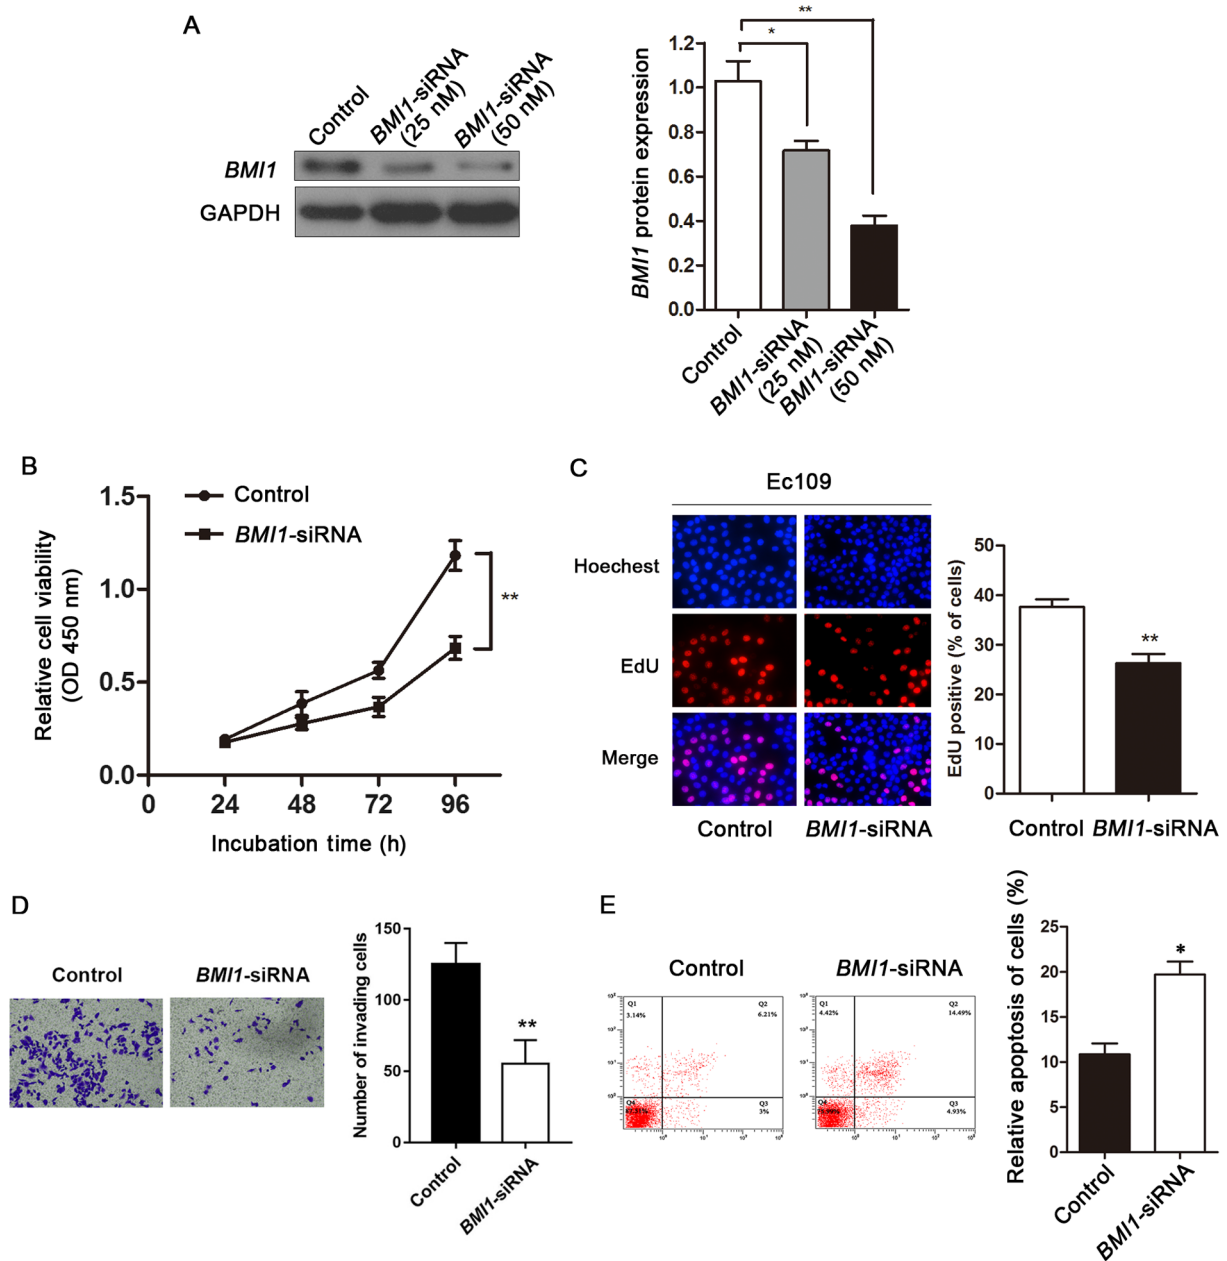 A
Control
BMI1-siRNA
(25 nM)
BMI1-siRNA
(50 nM)
BMI1
GAPDH
BMI1 protein expression
1.2
1.0
0.8
0.6
0.4
0.2
0.0
*
**
Control
BMI1-siRNA
(25 nM)
BMI1-siRNA
(50 nM)
B
Relative cell viability
(OD 450 nm)
1.5
1.0
0.5
0.0
Control
BMI1-siRNA
**
0
24
48
72
96
Incubation time (h)
C
Ec109
Hoechest
EdU
Merge
Control
BMI1-siRNA
EdU positive (% of cells)
50
40
30
20
10
0
**
Control
BMI1-siRNA
D
Control
BMI1-siRNA
Number of invading cells
150
100
50
0
**
Control
BMI1-siRNA
E
Control
BMI1-siRNA
Q1
3.14%
Q2
6.21%
Q4
Q3
3%
Q1
4.42%
Q2
14.49%
Q4
Q3
4.93%
Relative apoptosis of cells (%)
25
20
15
10
5
0
*
Control
BMI1-siRNA